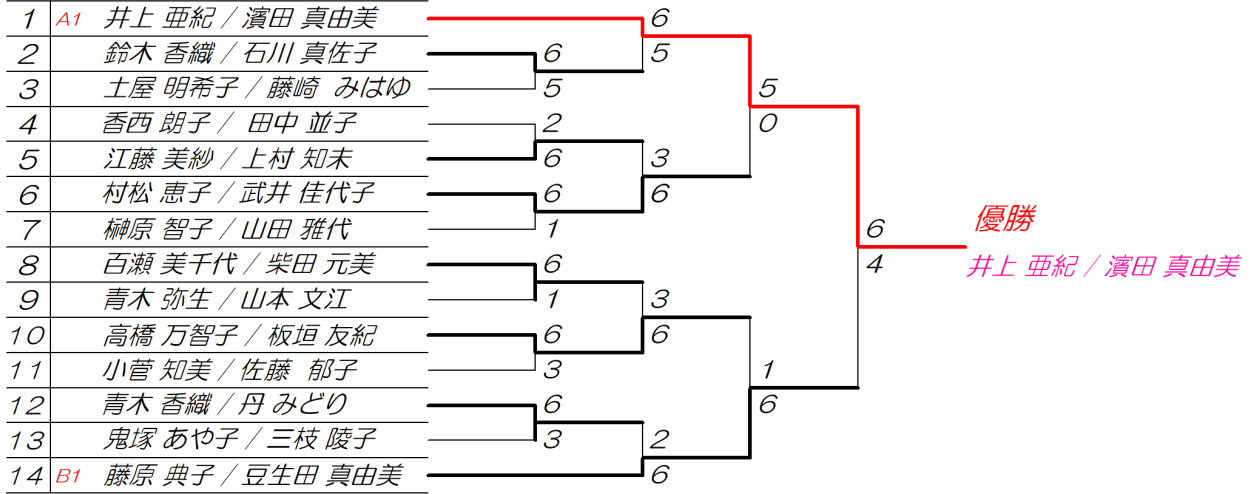 1 A1 井上 亜紀 / 濱田 真由美 6
2 鈴木 香織 / 石川 真佐子 6 5
3 土屋 明希子 / 藤崎 みはゆ 5 5
4 香西 朗子 / 田中 並子 2 0
5 江藤 美紗 / 上村 知未 6 3
6 村松 恵子 / 武井 佳代子 6 6
7 榊原 智子 / 山田 雅代 1 6 優勝
8 百瀬 美千代 / 柴田 元美 6 4 井上 亜紀 / 濱田 真由美
9 青木 弥生 / 山本 文江 1 3
10 高橋 万智子 / 板垣 友紀 6 6
11 小菅 知美 / 佐藤 郁子 3 1
12 青木 香織 / 丹 みどり 6 6
13 鬼塚 あや子 / 三枝 陵子 3 2
14 B1 藤原 典子 / 豆生田 真由美 6